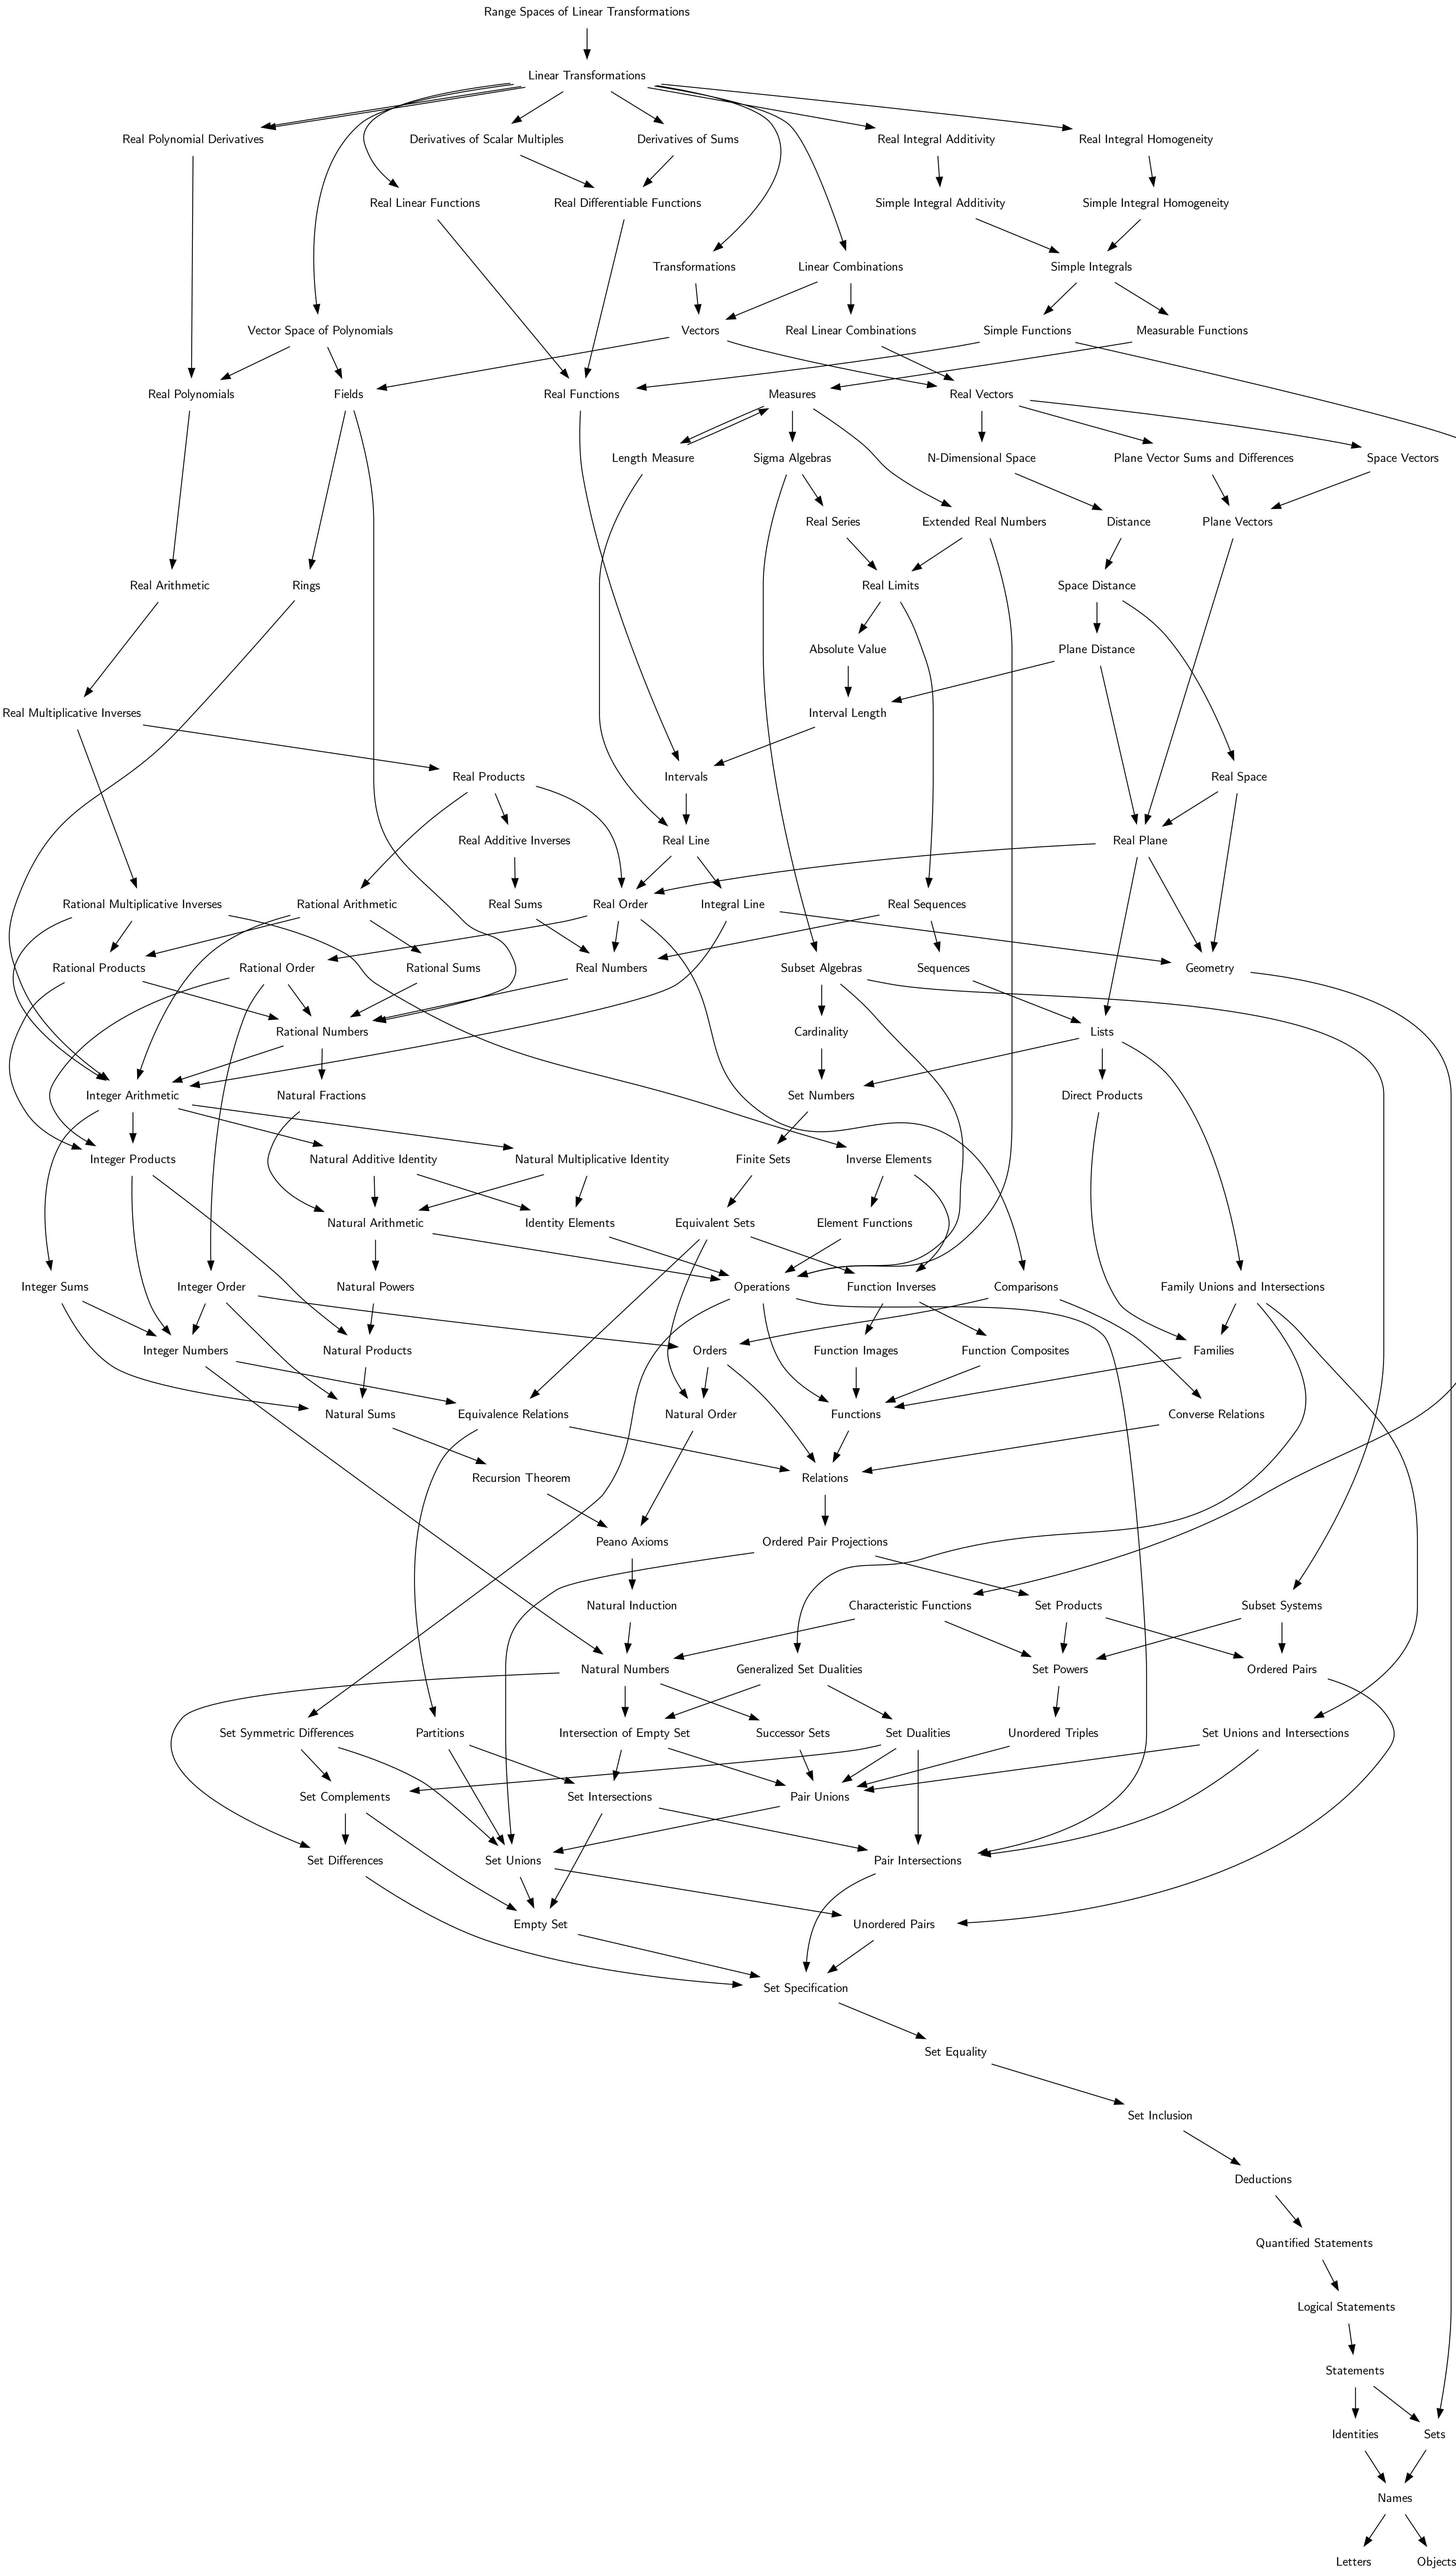 Range Spaces of Linear Transformations
Linear Transformations
Real Polynomial Derivatives
Derivatives of Scalar Multiples
Derivatives of Sums
Real Integral Additivity
Real Integral Homogeneity
Real Linear Functions
Real Differentiable Functions
Simple Integral Additivity
Simple Integral Homogeneity
Transformations
Linear Combinations
Simple Integrals
Vector Space of Polynomials
Vectors
Real Linear Combinations
Simple Functions
Measurable Functions
Real Polynomials
Fields
Real Functions
Measures
Real Vectors
Length Measure
Sigma Algebras
N-Dimensional Space
Plane Vector Sums and Differences
Space Vectors
Real Series
Extended Real Numbers
Distance
Plane Vectors
Real Arithmetic
Rings
Real Limits
Space Distance
Absolute Value
Plane Distance
Real Multiplicative Inverses
Interval Length
Real Products
Intervals
Real Space
Real Additive Inverses
Real Line
Real Plane
Rational Multiplicative Inverses
Rational Arithmetic
Real Sums
Real Order
Integral Line
Real Sequences
Rational Products
Rational Order
Rational Sums
Real Numbers
Subset Algebras
Sequences
Geometry
Rational Numbers
Cardinality
Lists
Integer Arithmetic
Natural Fractions
Set Numbers
Direct Products
Integer Products
Natural Additive Identity
Natural Multiplicative Identity
Finite Sets
Inverse Elements
Natural Arithmetic
Identity Elements
Equivalent Sets
Element Functions
Integer Sums
Integer Order
Natural Powers
Operations
Function Inverses
Comparisons
Family Unions and Intersections
Integer Numbers
Natural Products
Orders
Function Images
Function Composites
Families
Natural Sums
Equivalence Relations
Natural Order
Functions
Converse Relations
Recursion Theorem
Relations
Peano Axioms
Ordered Pair Projections
Natural Induction
Characteristic Functions
Set Products
Subset Systems
Natural Numbers
Generalized Set Dualities
Set Powers
Ordered Pairs
Set Symmetric Differences
Partitions
Intersection of Empty Set
Successor Sets
Set Dualities
Unordered Triples
Set Unions and Intersections
Set Complements
Set Intersections
Pair Unions
Set Differences
Set Unions
Pair Intersections
Empty Set
Unordered Pairs
Set Specification
Set Equality
Set Inclusion
Deductions
Quantified Statements
Logical Statements
Statements
Identities
Sets
Names
Letters
Objects